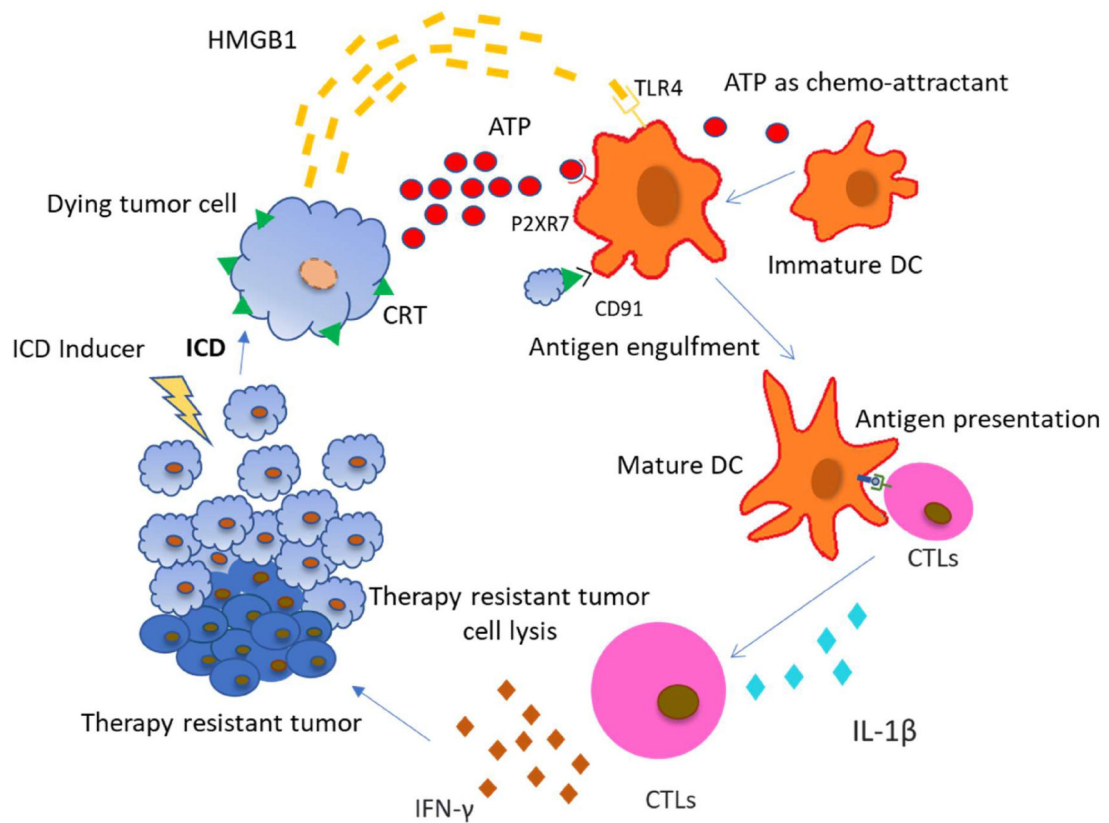 HMGB1
TLR4
ATP as chemo-attractant
ATP
Dying tumor cell
P2XR7
Immature DC
CRT
CD91
ICD Inducer
ICD
Antigen engulfment
Antigen presentation
Mature DC
CTLs
Therapy resistant tumor
cell lysis
Therapy resistant tumor
IL-1β
IFN-γ
CTLs